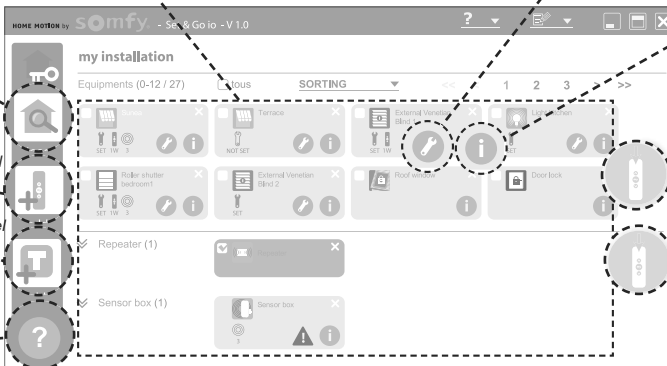 HOME MOTION by somfy. - Set & Go io - V 1.0 ?
my installation
Equipments (0-12 / 27) tous SORTING << 1 2 3 > >>
Terrace
External Venetian
Blind
SET 1W 3
NOT SET
SET 1W
SET
Roller shutter
bedroom1
External Venetian
Blind 2
Roof window
Door lock
SET 1W 3
SET
Repeater (1)
Repeater
Sensor box (1)
Sensor box
3
?